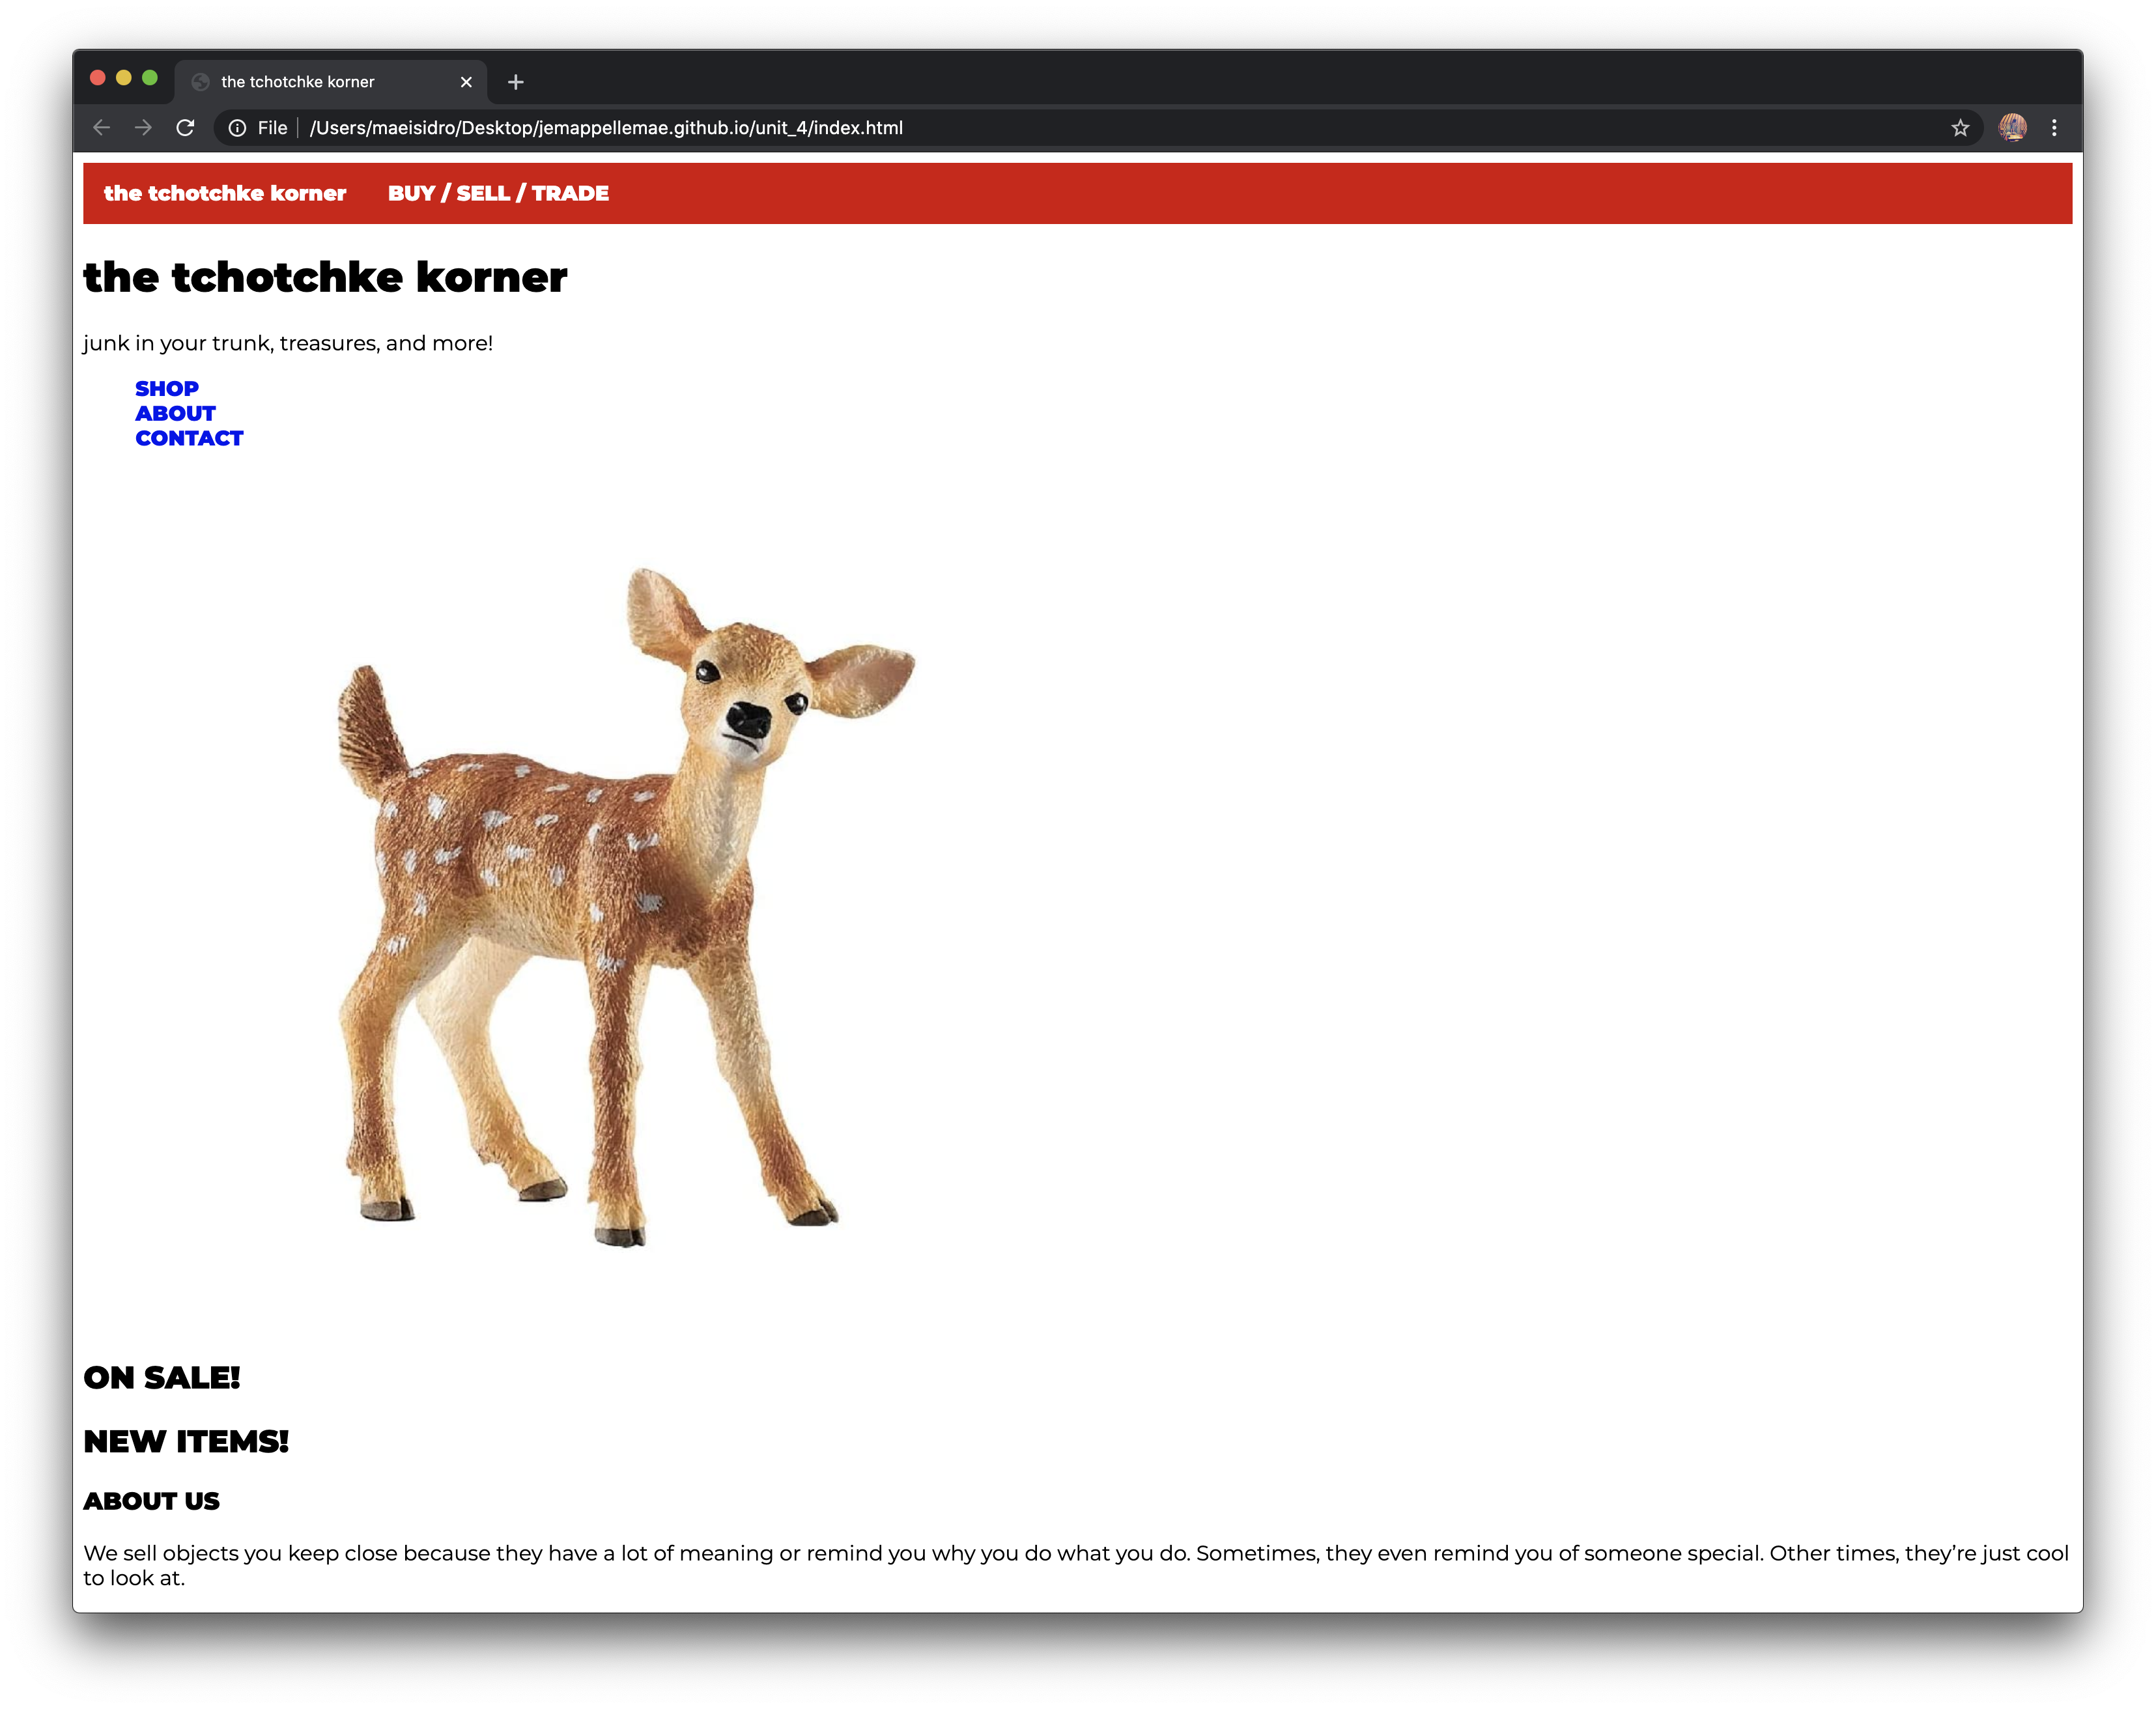 the tchotchke korner
File /Users/maeisidro/Desktop/jemappellemae.github.io/unit_4/index.html
the tchotchke korner BUY / SELL / TRADE
the tchotchke korner
junk in your trunk, treasures, and more!
SHOP
ABOUT
CONTACT
ON SALE!
NEW ITEMS!
ABOUT US
We sell objects you keep close because they have a lot of meaning or remind you why you do what you do. Sometimes, they even remind you of someone special. Other times, they’re just cool
to look at.